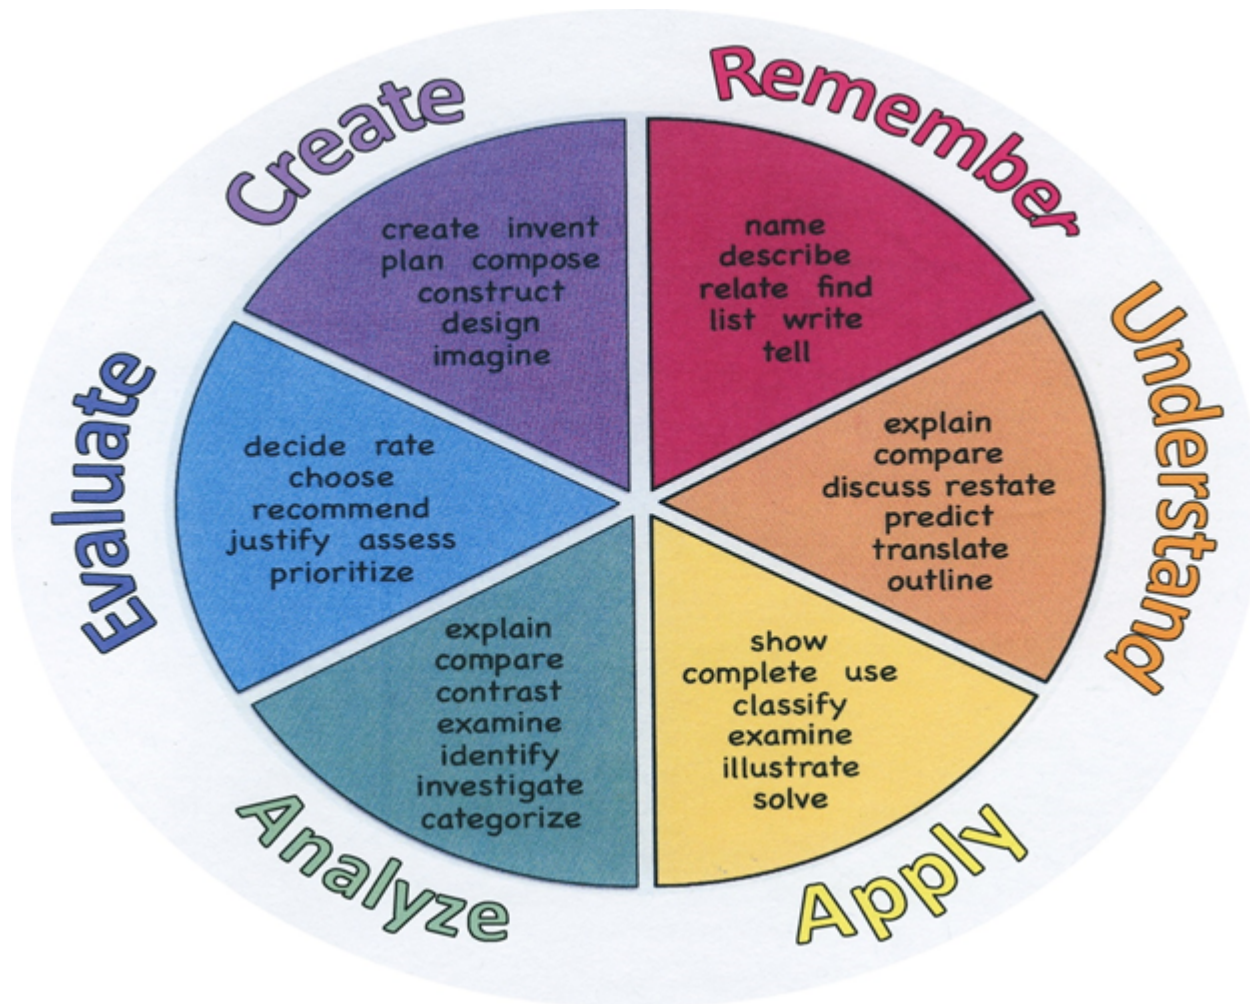 Remember
name
describe
relate find
list write
tell
Understand
explain
compare
discuss restate
predict
translate
outline
Apply
show
complete use
classify
examine
illustrate
solve
Analyze
explain
compare
contrast
examine
identify
investigate
categorize
Evaluate
decide rate
choose
recommend
justify assess
prioritize
Create
create invent
plan compose
construct
design
imagine